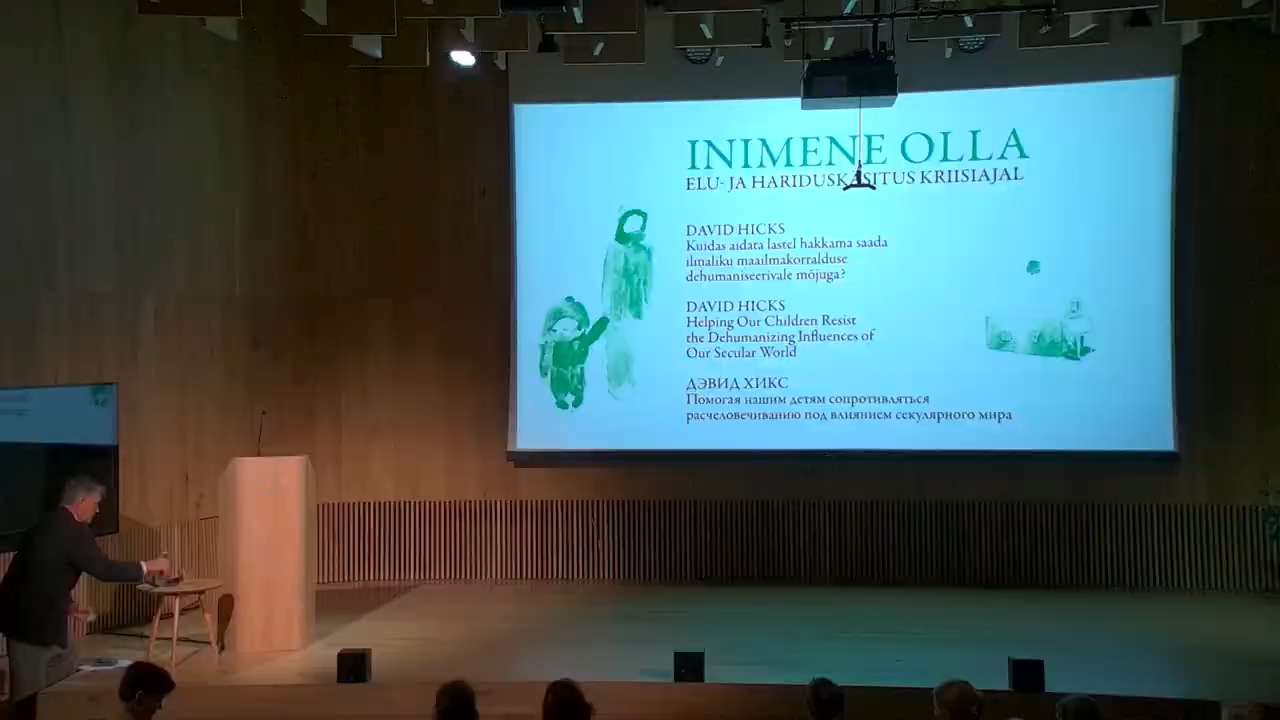 INIMENE OLLA
ELU- JA HARIDUSKÄSITUS KRIISIAJAL
DAVID HICKS
Kuidas aidata lastel hakkama saada
ilmaliku maailmakorralduse
dehumaniseerivale mõjuga?
DAVID HICKS
Helping Our Children Resist
the Dehumanizing Influences of
Our Secular World
ДЭВИД ХИКС
Помогая нашим детям сопротивляться
расчеловечиванию под влиянием секулярного мира